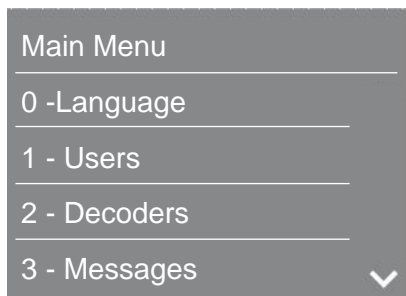 Main Menu
0 -Language
1 - Users
2 - Decoders
3 - Messages